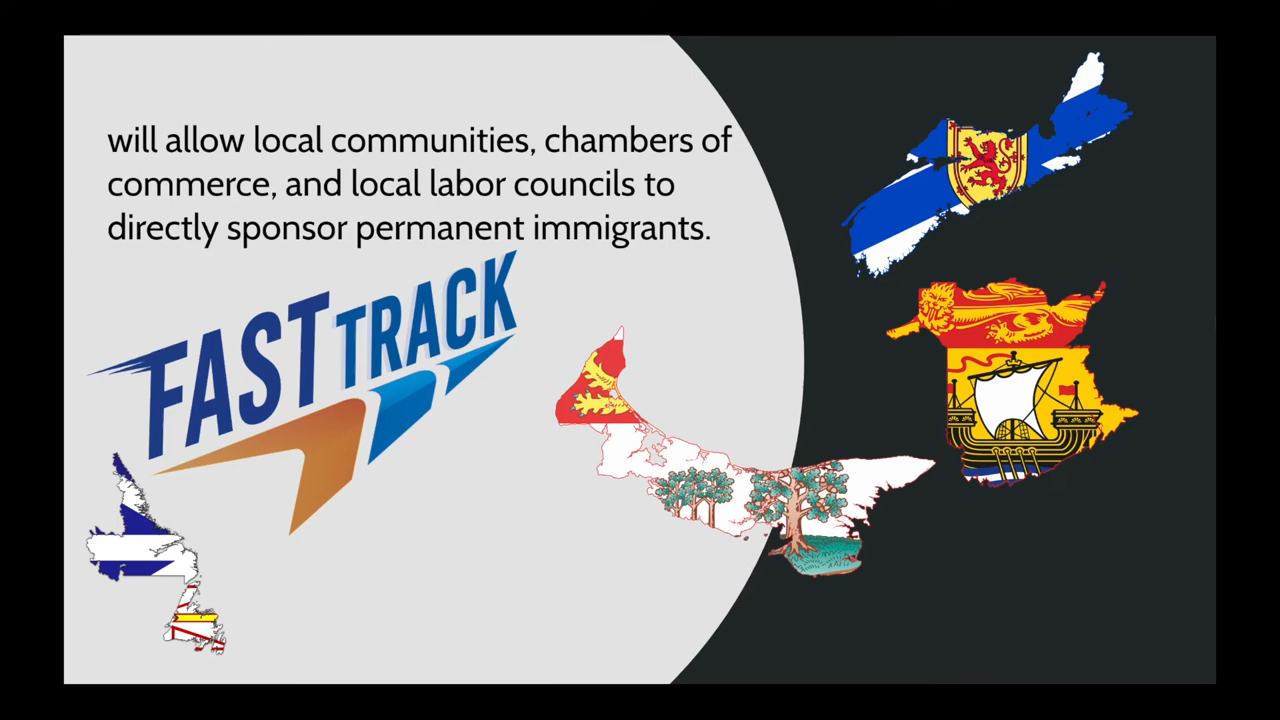 will allow local communities, chambers of
commerce, and local labor councils to
directly sponsor permanent immigrants.
FAST TRACK